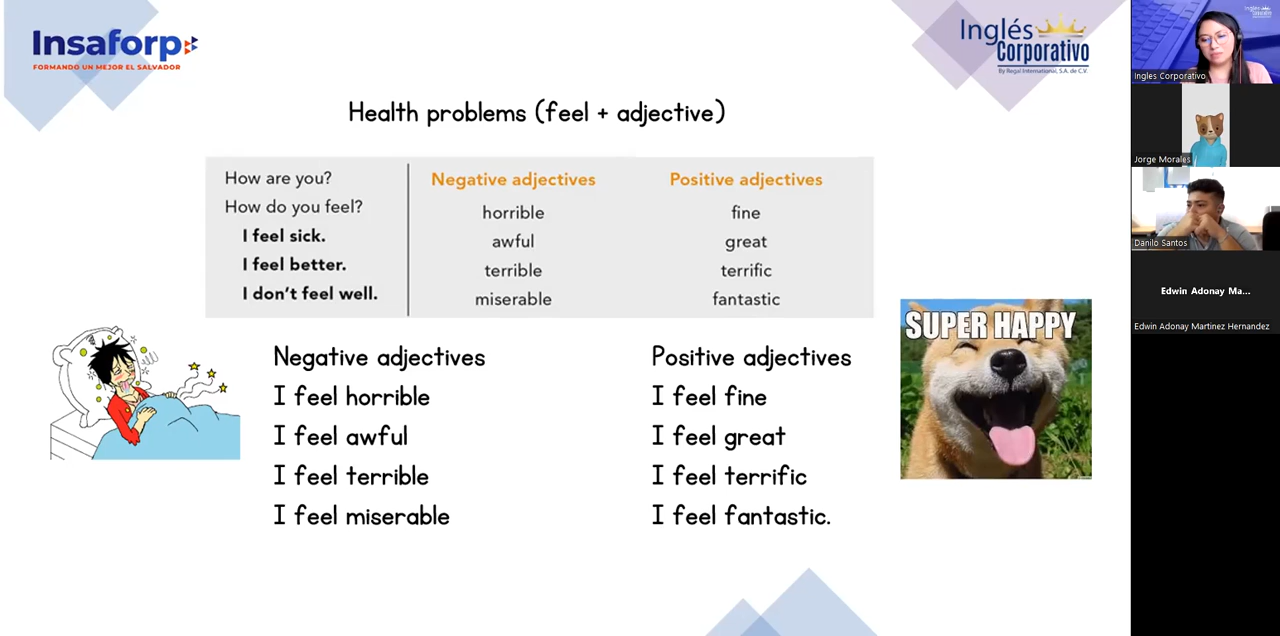 Insaforp
FORMANDO UN MEJOR EL SALVADOR
Inglés
Corporativo
By Regal International, S.A. de C.V.
Health problems (feel + adjective)
How are you?
How do you feel?
I feel sick.
I feel better.
I don't feel well.
Negative adjectives
horrible
awful
terrible
miserable
Positive adjectives
fine
great
terrific
fantastic
Negative adjectives
I feel horrible
I feel awful
I feel terrible
I feel miserable
Positive adjectives
I feel fine
I feel great
I feel terrific
I feel fantastic.
SUPER HAPPY
Ingles Corporativo
Jorge Morales
Danilo Santos
Edwin Adonay Ma...
Edwin Adonay Martinez Hernandez